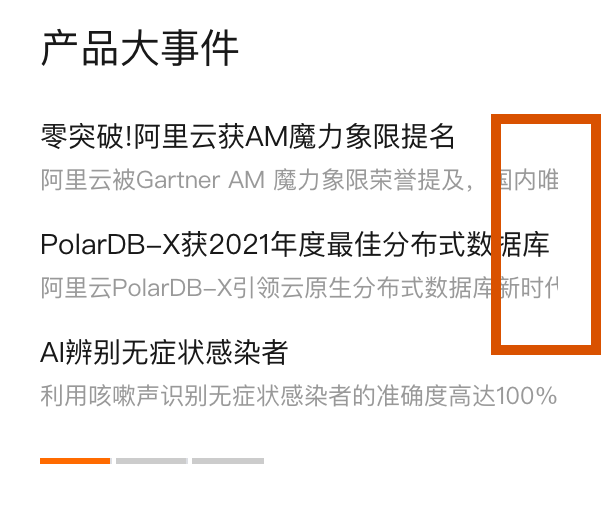 产品大事件
零突破!阿里云获AM魔力象限提名
阿里云被Gartner AM 魔力象限荣誉提及，国内唯
PolarDB-X获2021年度最佳分布式数据库
阿里云PolarDB-X引领云原生分布式数据库新时
AI辨别无症状感染者
利用咳嗽声识别无症状感染者的准确度高达100%